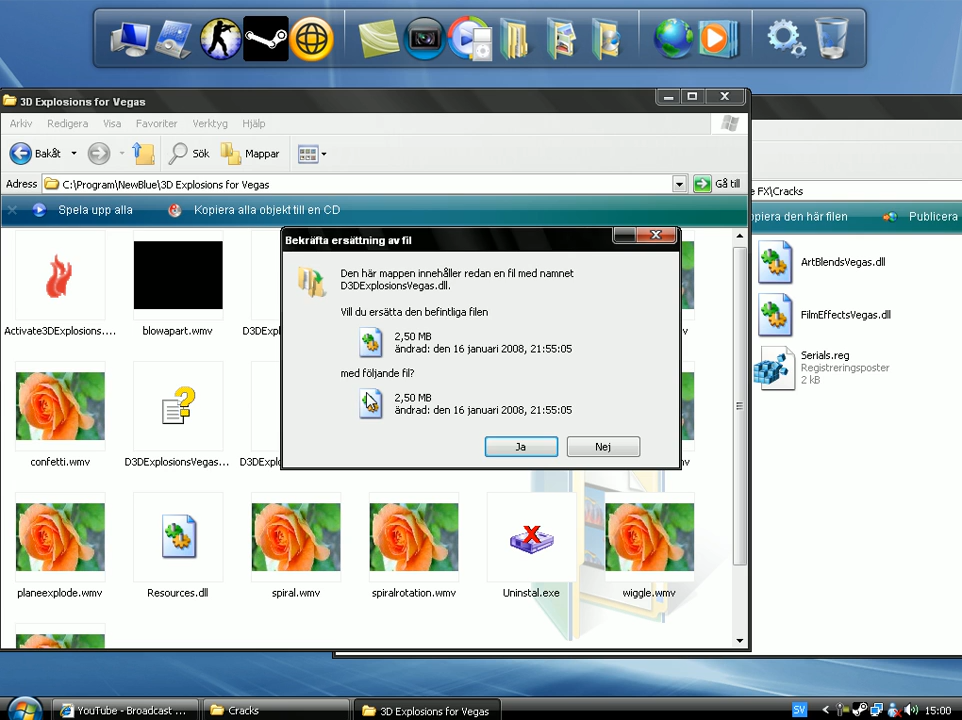 3D Explosions for Vegas
Arkiv Redigera Visa Favoriter Verktyg Hjälp
Bakåt Sök Mappar
Adress C:\Program\NewBlue\3D Explosions for Vegas Gå till
e FX\Cracks
Spela upp alla Kopiera alla objekt till en CD
opiera den här filen Publicera
Bekräfta ersättning av fil
Den här mappen innehåller redan en fil med namnet
D3DExplosionsVegas.dll.
Vill du ersätta den befintliga filen
2,50 MB
ändrad: den 16 januari 2008, 21:55:05
med följande fil?
2,50 MB
ändrad: den 16 januari 2008, 21:55:05
Ja Nej
Activate3DExplosions.... blowapart.wmv D3DExpl
confetti.wmv D3DExplosionsVegas... D3DExpl
planeexplode.wmv Resources.dll spiral.wmv spiralrotation.wmv Uninstal.exe wiggle.wmv
ArtBlendsVegas.dll
FilmEffectsVegas.dll
Serials.reg
Registreringsposter
2 kB
YouTube - Broadcast ... Cracks 3D Explosions for Vegas SV 15:00